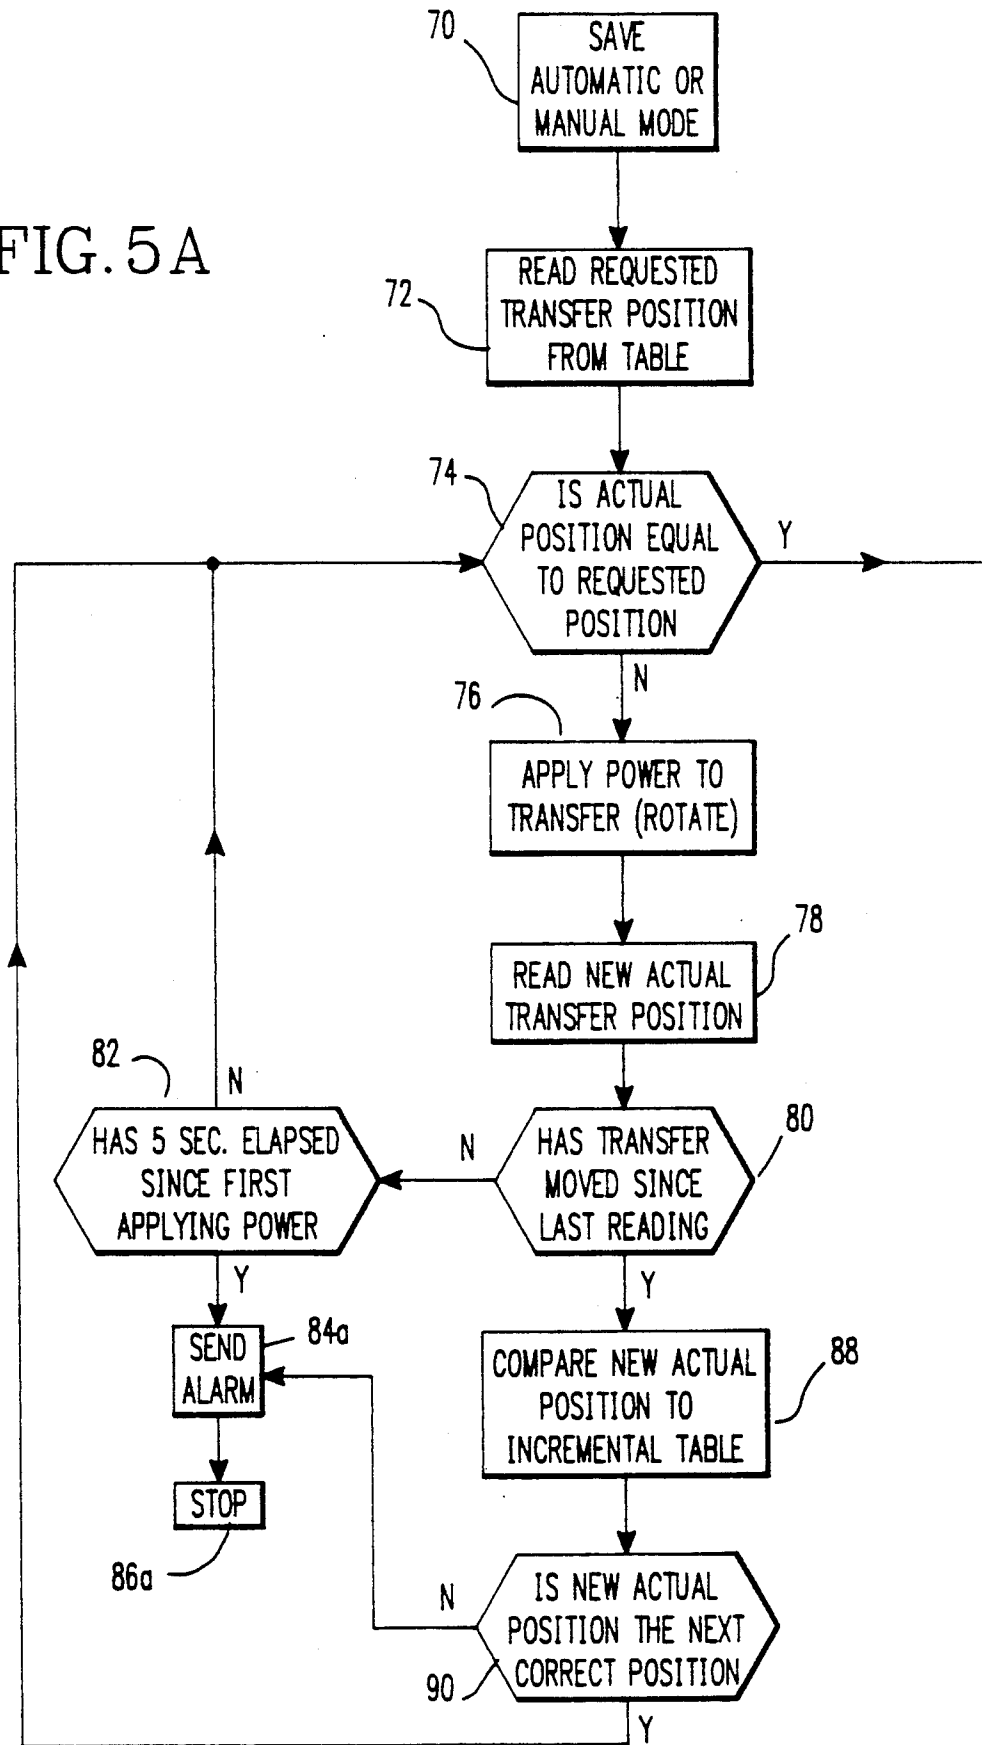 70
SAVE
AUTOMATIC OR
MANUAL MODE
FIG. 5A
72
READ REQUESTED
TRANSFER POSITION
FROM TABLE
74
IS ACTUAL
POSITION EQUAL
TO REQUESTED
POSITION
Y
N
76
APPLY POWER TO
TRANSFER (ROTATE)
78
READ NEW ACTUAL
TRANSFER POSITION
82
N
HAS 5 SEC. ELAPSED
SINCE FIRST
APPLYING POWER
N
HAS TRANSFER
MOVED SINCE
LAST READING
80
Y
Y
SEND
ALARM
84a
COMPARE NEW ACTUAL
POSITION TO
INCREMENTAL TABLE
88
STOP
86a
N
IS NEW ACTUAL
POSITION THE NEXT
CORRECT POSITION
90
Y